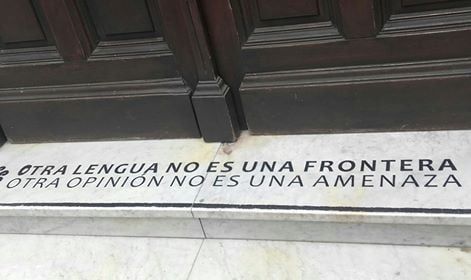 OTRA LENGUA NO ES UNA FRONTERA
OTRA OPINIÓN NO ES UNA AMENAZA